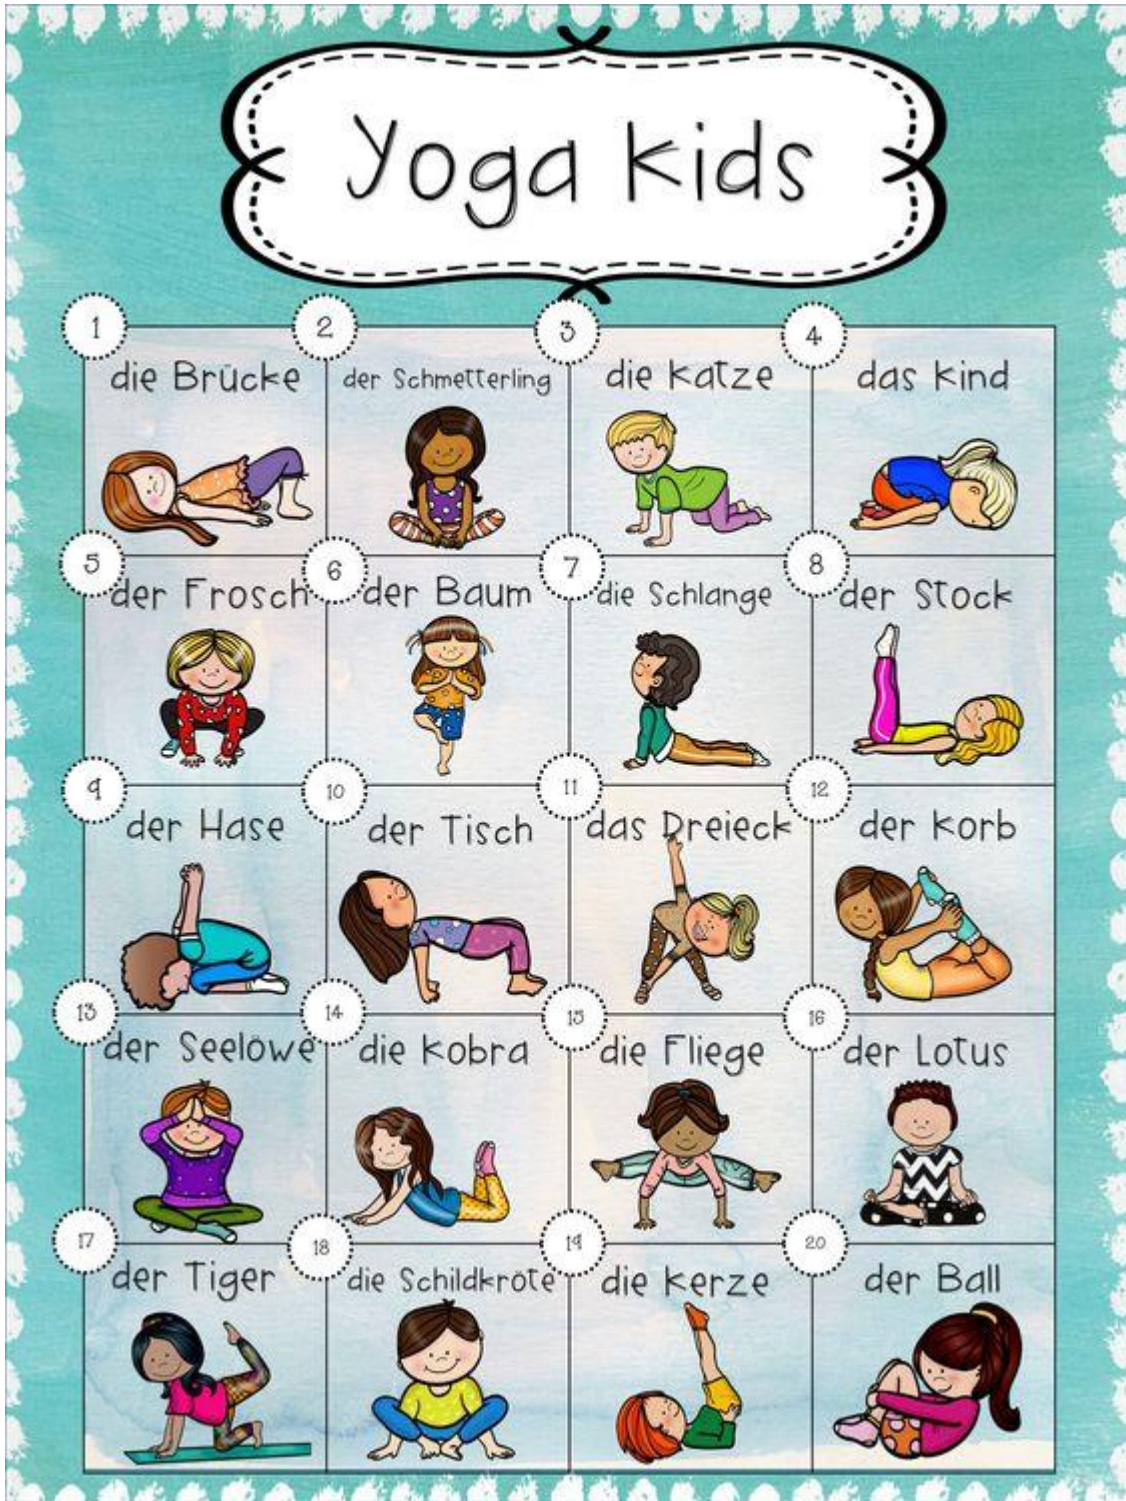 Yoga Kids
1
2
3
4
die Brücke
der Schmetterling
die Katze
das Kind
5
6
7
8
der Frosch
der Baum
die Schlange
der Stock
9
10
11
12
der Hase
der Tisch
das Dreieck
der Korb
13
14
15
16
der Seelöwe
die Kobra
die Fliege
der Lotus
17
18
19
20
der Tiger
die Schildkröte
die Kerze
der Ball